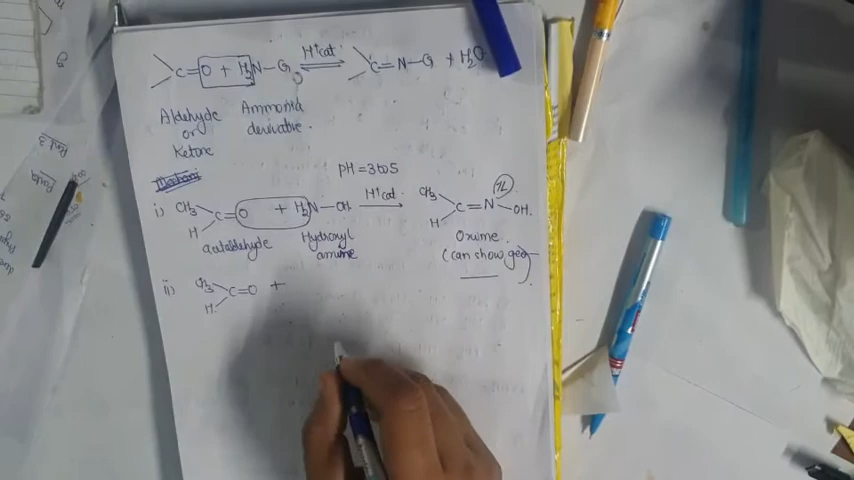 C=O + H₂N-G ⇌ C=N-G + H₂O
H⁺cat.
Aldehyde Ammonia
or derivative.
Ketone
PH=3 to 5
i) CH₃ H C=O + H₂N-OH → CH₃ H C=N-OH.
H⁺cat.
acetaldehyde Hydroxyl amine Oxime.
(can show geo)
ii) CH₃ H C=O +